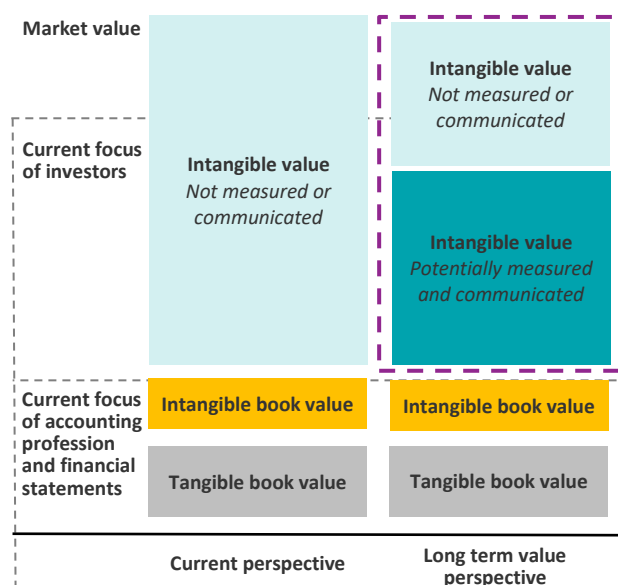 Market value
Intangible value
Not measured or
communicated
Current focus
of investors
Intangible value
Not measured or
communicated
Intangible value
Potentially measured
and communicated
Current focus
of accounting
profession
and financial
statements
Intangible book value
Intangible book value
Tangible book value
Tangible book value
Current perspective
Long term value
perspective